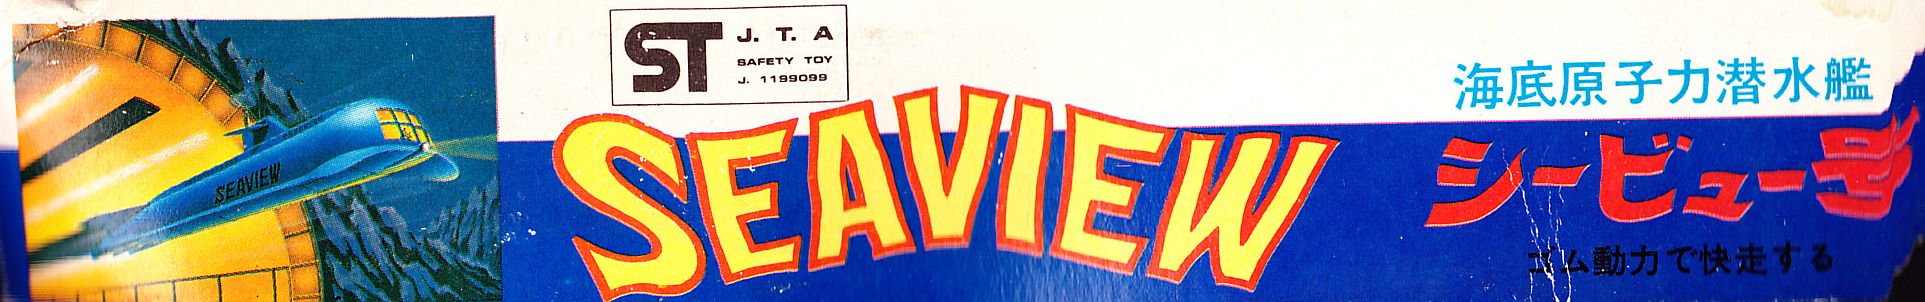 SEAVIEW
ST
J. T. A
SAFETY TOY
J. 1199099
SEAVIEW
海底原子力潜水艦
シービュー号
ゴム動力で快走する